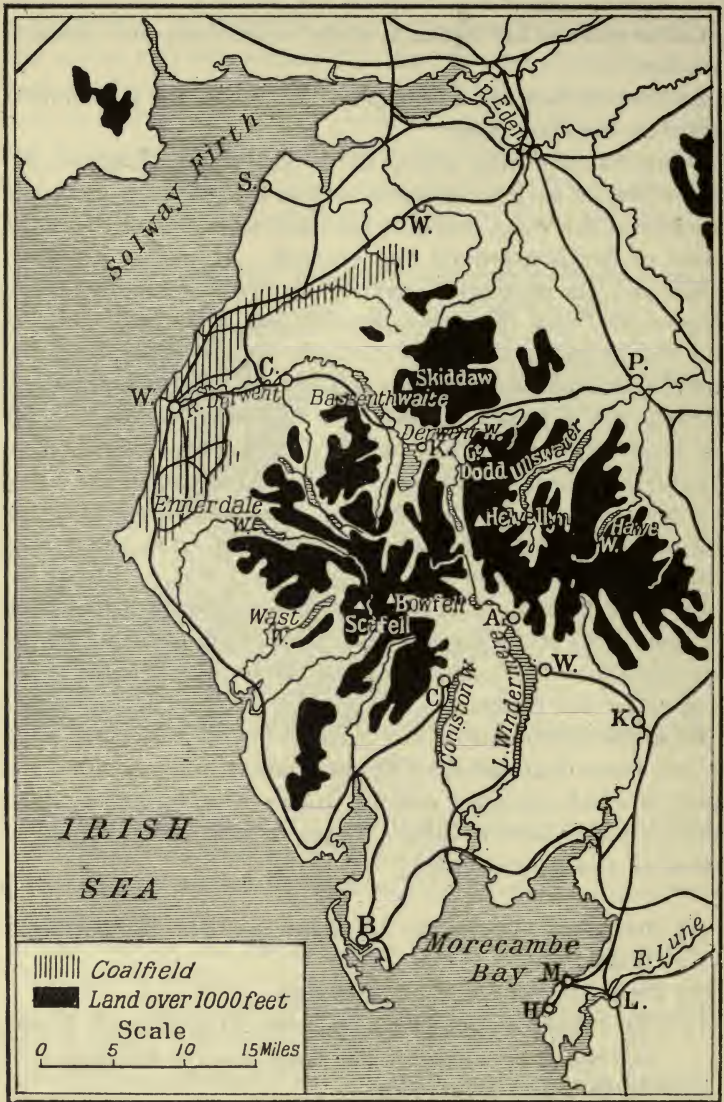 R. Eden
C.
Solway Firth
S.
W.
C.
Skiddaw
P.
W.
R. Derwent
Bassenthwaite
Derwent W.
K.
Gt.
Dodd
Ullswater
Ennerdale
W.
Helvellyn
Hawes
W.
Wast
W.
Scafell
Bowfell
A.
C
Coniston W.
L. Windermere
W.
K
IRISH
SEA
B
Morecambe
Bay
M.
H
L.
R. Lune
Coalfield
Land over 1000 feet
Scale
0 5 10 15 Miles